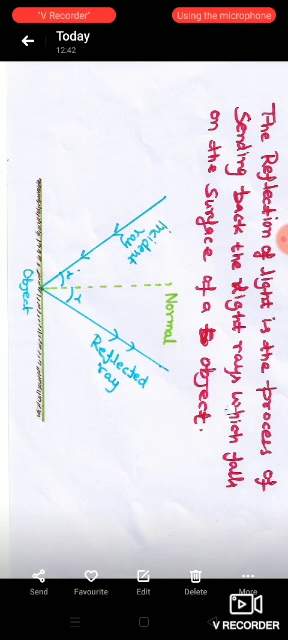 "V Recorder"
Using the microphone
Today
12:42
The Reflection of light is the process of
Sending back the light rays which fall
on the surface of a object.
incident
ray
i
r
Normal
Reflected
ray
Object
Send
Favourite
Edit
Delete
More
V RECORDER